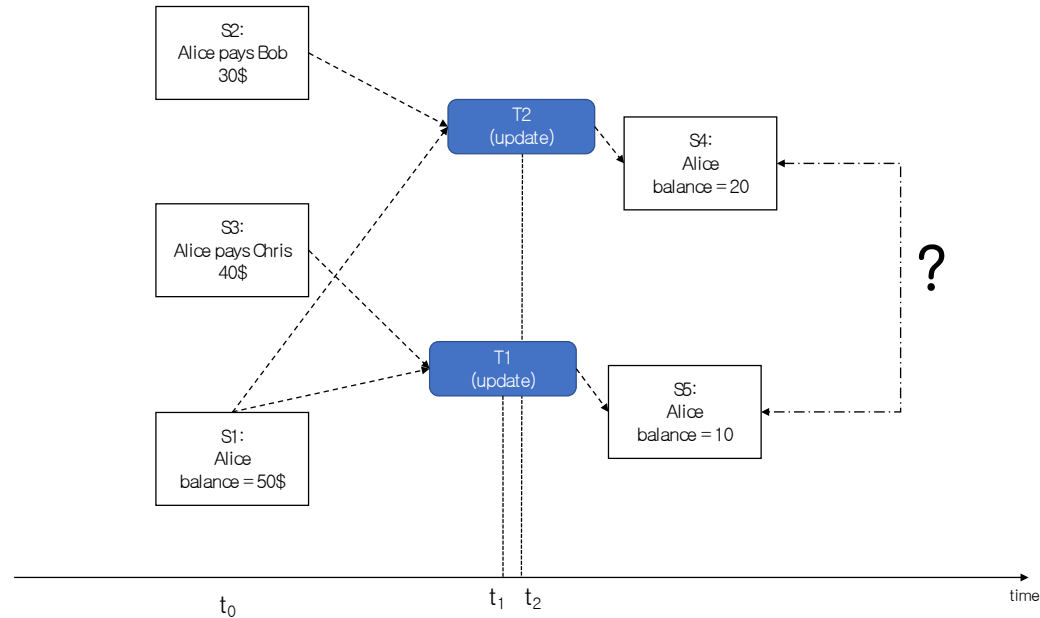 S2:
Alice pays Bob
30$
T2
(update)
S4:
Alice
balance = 20
S3:
Alice pays Chris
40$
?
T1
(update)
S5:
Alice
balance = 10
S1:
Alice
balance = 50$
t₀
t₁
t₂
time